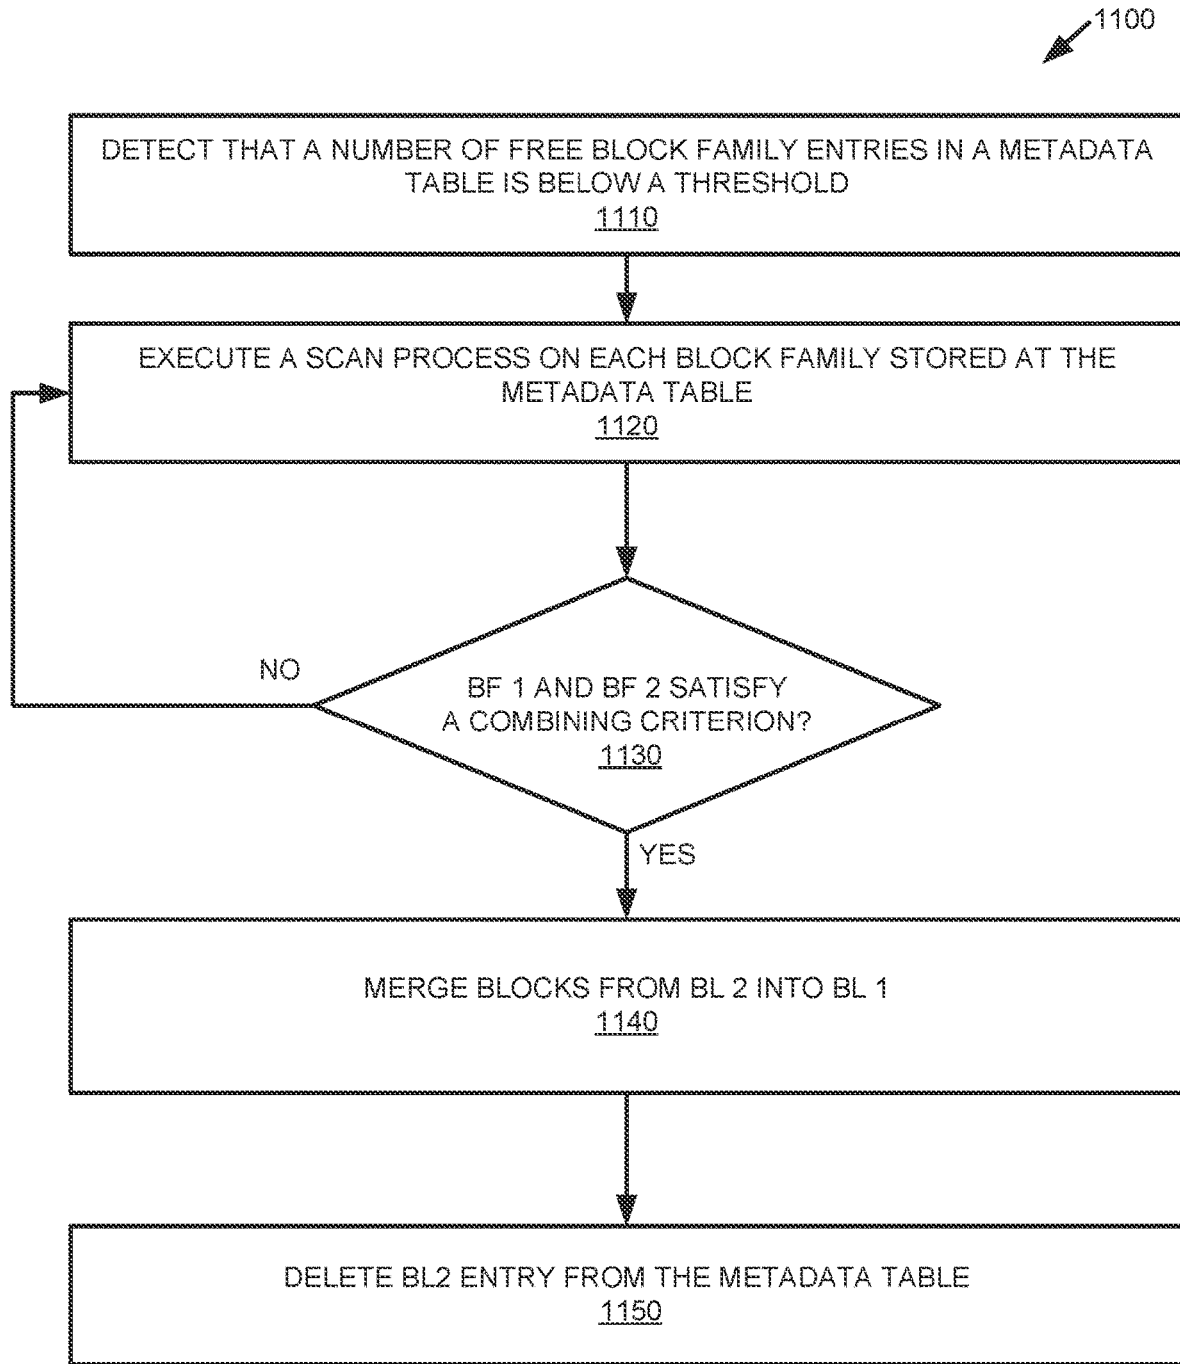 1100
DETECT THAT A NUMBER OF FREE BLOCK FAMILY ENTRIES IN A METADATA
TABLE IS BELOW A THRESHOLD
1110
EXECUTE A SCAN PROCESS ON EACH BLOCK FAMILY STORED AT THE
METADATA TABLE
1120
NO
BF 1 AND BF 2 SATISFY
A COMBINING CRITERION?
1130
YES
MERGE BLOCKS FROM BL 2 INTO BL 1
1140
DELETE BL2 ENTRY FROM THE METADATA TABLE
1150